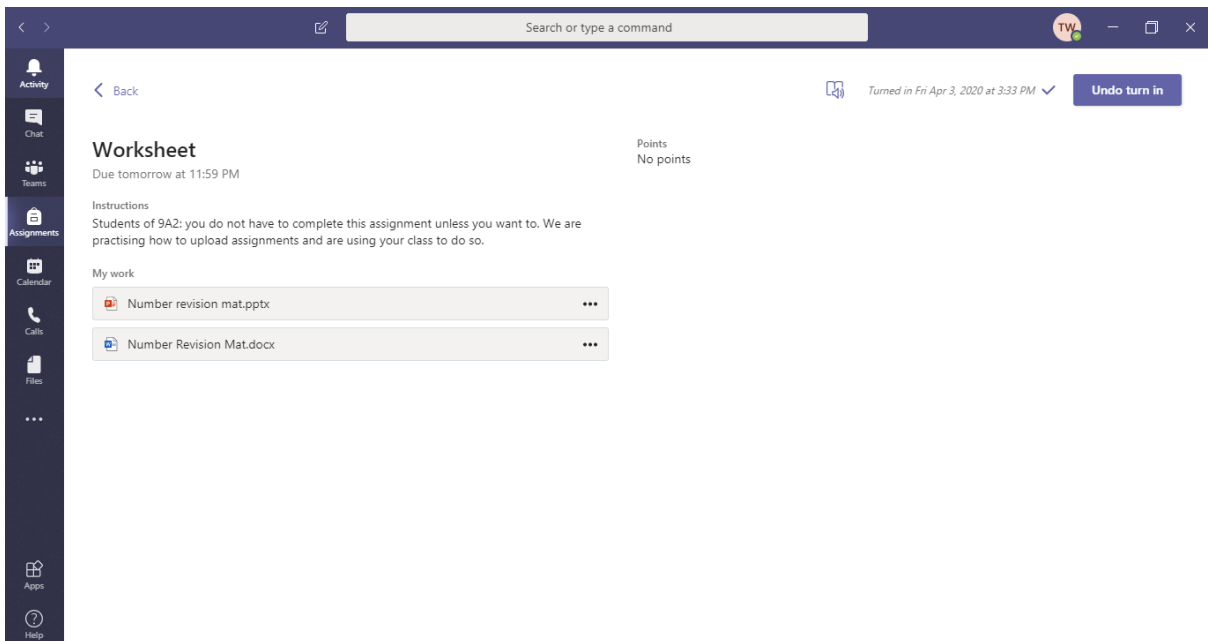 Search or type a command
TW
Activity
Chat
Teams
Assignments
Calendar
Calls
Files
Apps
Help
Back
Turned in Fri Apr 3, 2020 at 3:33 PM
Undo turn in
Worksheet
Due tomorrow at 11:59 PM
Points
No points
Instructions
Students of 9A2: you do not have to complete this assignment unless you want to. We are
practising how to upload assignments and are using your class to do so.
My work
Number revision mat.pptx
Number Revision Mat.docx